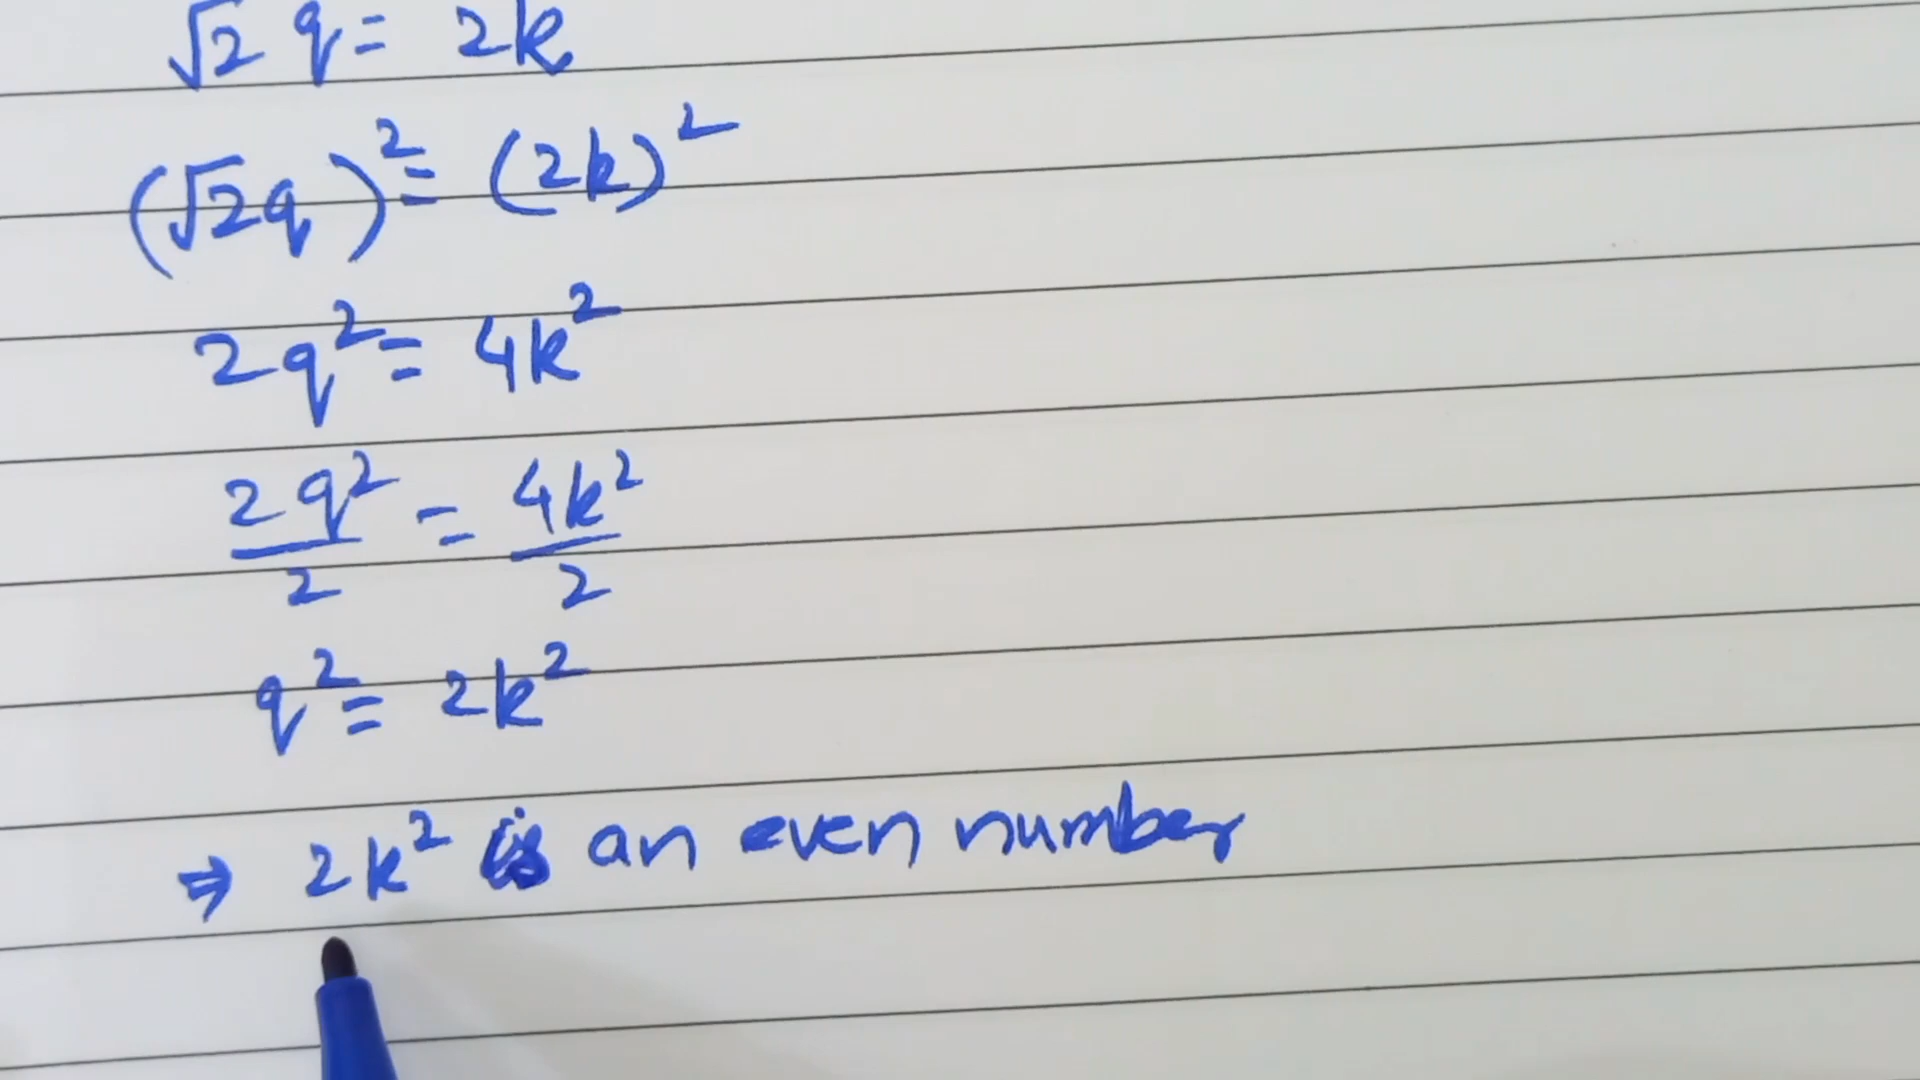 √2 q = 2k
(√2q)² = (2k)²
2q² = 4k²
2q²/2 = 4k²/2
q² = 2k²
⇒ 2k² is an even number